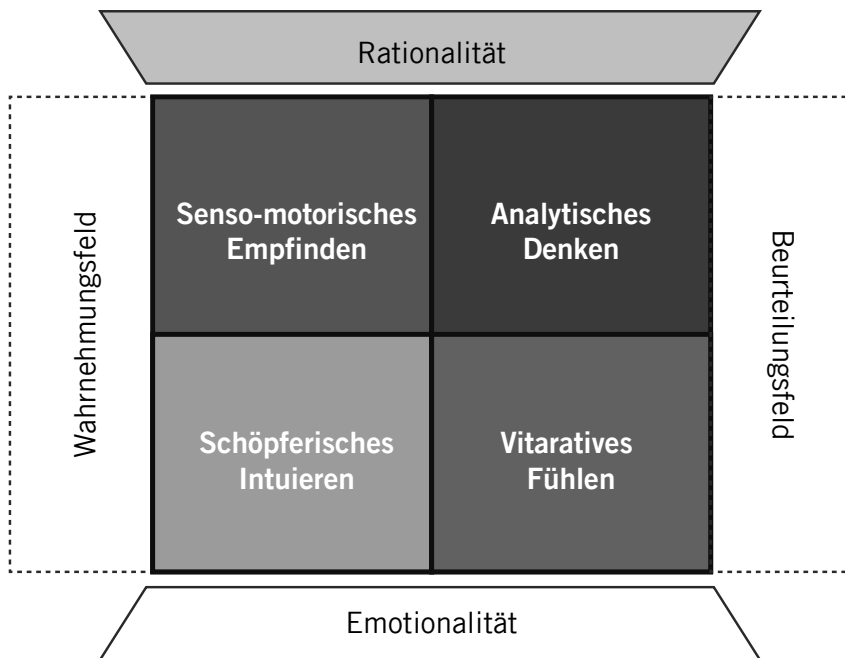 Rationalität
Wahrnehmungsfeld
Senso-motorisches
Empfinden
Analytisches
Denken
Beurteilungsfeld
Schöpferisches
Intuieren
Vitaratives
Fühlen
Emotionalität